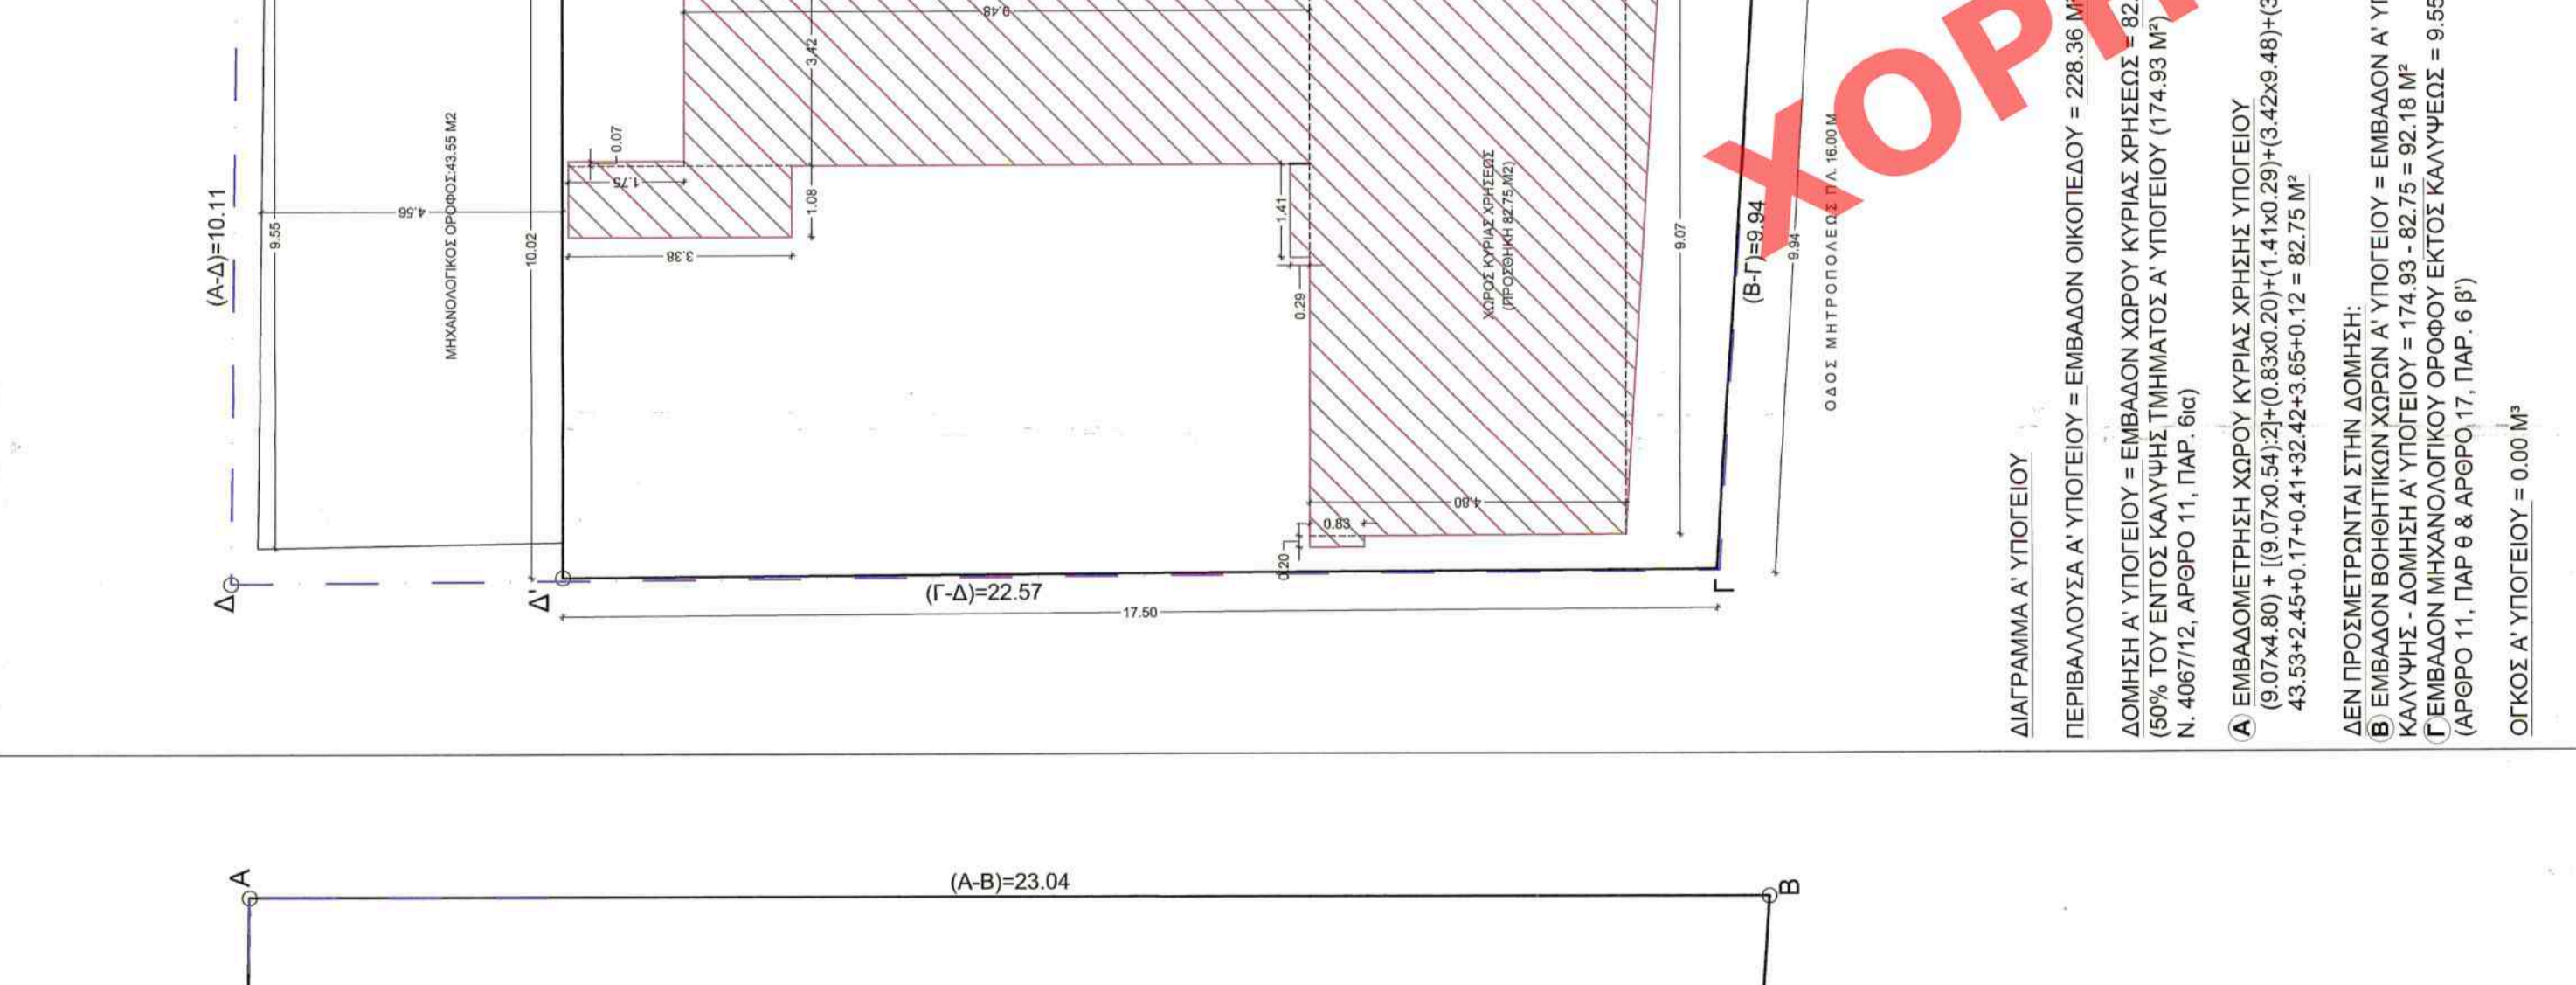 (Α-Δ)=10.11
9.55
4.56
ΜΗΧΑΝΟΛΟΓΙΚΟΣ ΟΡΟΦΟΣ:43.55 Μ2
10.02
Δ
Δ'
9.48
3.42
0.07
1.75
1.08
3.38
1.41
0.29
ΧΩΡΟΣ ΚΥΡΙΑΣ ΧΡΗΣΕΩΣ
(ΠΡΟΣΘΗΚΗ 82.75 Μ2)
4.80
0.83
0.20
9.07
(Β-Γ)=9.94
9.94
ΟΔΟΣ ΜΗΤΡΟΠΟΛΕΩΣ ΠΛ. 16.00 Μ.
Γ
(Γ-Δ)=22.57
17.50
ΔΙΑΓΡΑΜΜΑ Α' ΥΠΟΓΕΙΟΥ
ΠΕΡΙΒΑΛΛΟΥΣΑ Α' ΥΠΟΓΕΙΟΥ = ΕΜΒΑΔΟΝ ΟΙΚΟΠΕΔΟΥ = 228.36 Μ
ΔΟΜΗΣΗ Α' ΥΠΟΓΕΙΟΥ = ΕΜΒΑΔΟΝ ΧΩΡΟΥ ΚΥΡΙΑΣ ΧΡΗΣΕΩΣ = 82.
(50% ΤΟΥ ΕΝΤΟΣ ΚΑΛΥΨΗΣ ΤΜΗΜΑΤΟΣ Α' ΥΠΟΓΕΙΟΥ (174.93 Μ²)
Ν. 4067/12, ΑΡΘΡΟ 11, ΠΑΡ. 6ια)
Α ΕΜΒΑΔΟΜΕΤΡΗΣΗ ΧΩΡΟΥ ΚΥΡΙΑΣ ΧΡΗΣΗΣ ΥΠΟΓΕΙΟΥ
(9.07x4.80) + [(9.07x0.54):2]+(0.83x0.20)+(1.41x0.29)+(3.42x9.48)+(3
43.53+2.45+0.17+0.41+32.42+3.65+0.12 = 82.75 Μ²
ΔΕΝ ΠΡΟΣΜΕΤΡΩΝΤΑΙ ΣΤΗΝ ΔΟΜΗΣΗ:
Β ΕΜΒΑΔΟΝ ΒΟΗΘΗΤΙΚΩΝ ΧΩΡΩΝ Α' ΥΠΟΓΕΙΟΥ = ΕΜΒΑΔΟΝ Α' ΥΠ
ΚΑΛΥΨΗΣ - ΔΟΜΗΣΗ Α' ΥΠΟΓΕΙΟΥ = 174.93 - 82.75 = 92.18 Μ²
Γ ΕΜΒΑΔΟΝ ΜΗΧΑΝΟΛΟΓΙΚΟΥ ΟΡΟΦΟΥ ΕΚΤΟΣ ΚΑΛΥΨΕΩΣ = 9.55
(ΑΡΘΡΟ 11, ΠΑΡ θ & ΑΡΘΡΟ 17, ΠΑΡ. 6 β')
ΟΓΚΟΣ Α' ΥΠΟΓΕΙΟΥ = 0.00 Μ³
Α
(Α-Β)=23.04
Β